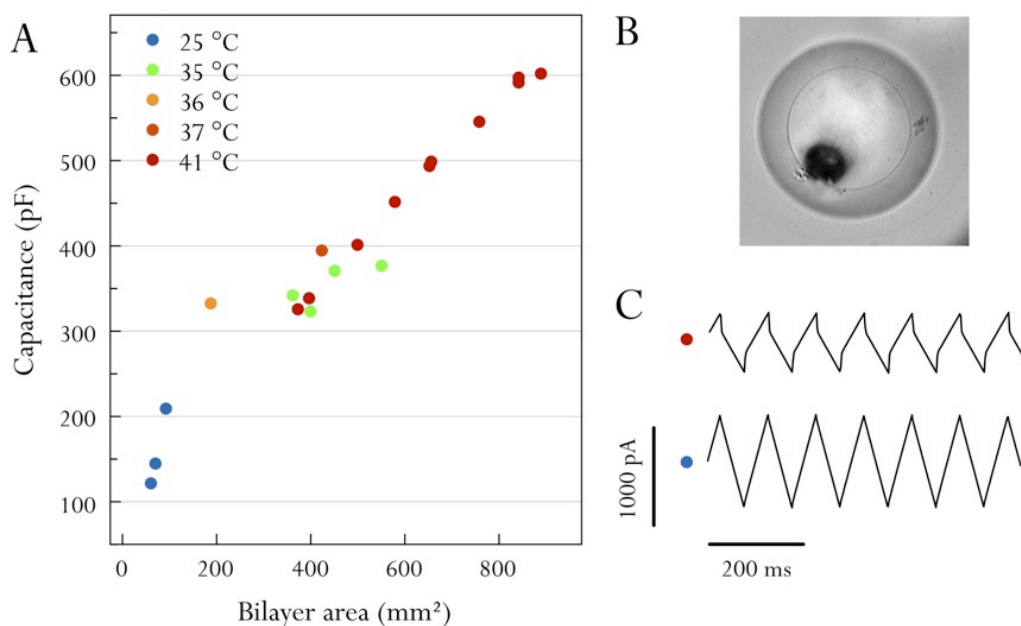 A
25 °C
35 °C
36 °C
37 °C
41 °C
600
500
400
300
200
100
Capacitance (pF)
0 200 400 600 800
Bilayer area (mm²)
B
C
1000 pA
200 ms